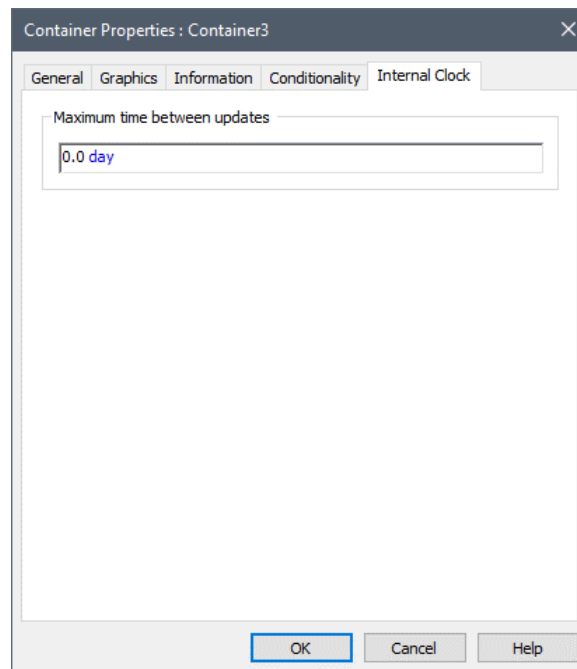 Container Properties : Container3
General Graphics Information Conditionality Internal Clock
Maximum time between updates
0.0 day
OK Cancel Help